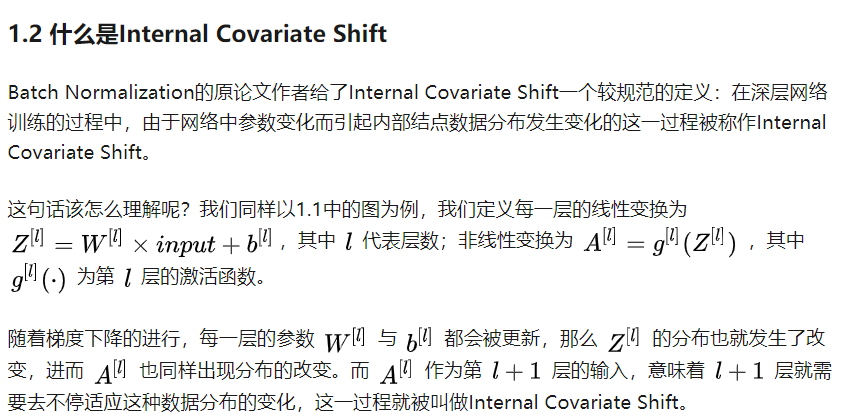 1.2 什么是Internal Covariate Shift
Batch Normalization的原论文作者给了Internal Covariate Shift一个较规范的定义：在深层网络
训练的过程中，由于网络中参数变化而引起内部结点数据分布发生变化的这一过程被称作Internal
Covariate Shift。
这句话该怎么理解呢？我们同样以1.1中的图为例，我们定义每一层的线性变换为
Z^{[l]} = W^{[l]} × input + b^{[l]}，其中 l 代表层数；非线性变换为 A^{[l]} = g^{[l]}(Z^{[l]})，其中
g^{[l]}(·) 为第 l 层的激活函数。
随着梯度下降的进行，每一层的参数 W^{[l]} 与 b^{[l]} 都会被更新，那么 Z^{[l]} 的分布也就发生了改
变，进而 A^{[l]} 也同样出现分布的改变。而 A^{[l]} 作为第 l + 1 层的输入，意味着 l + 1 层就需
要去不停适应这种数据分布的变化，这一过程就被叫做Internal Covariate Shift。